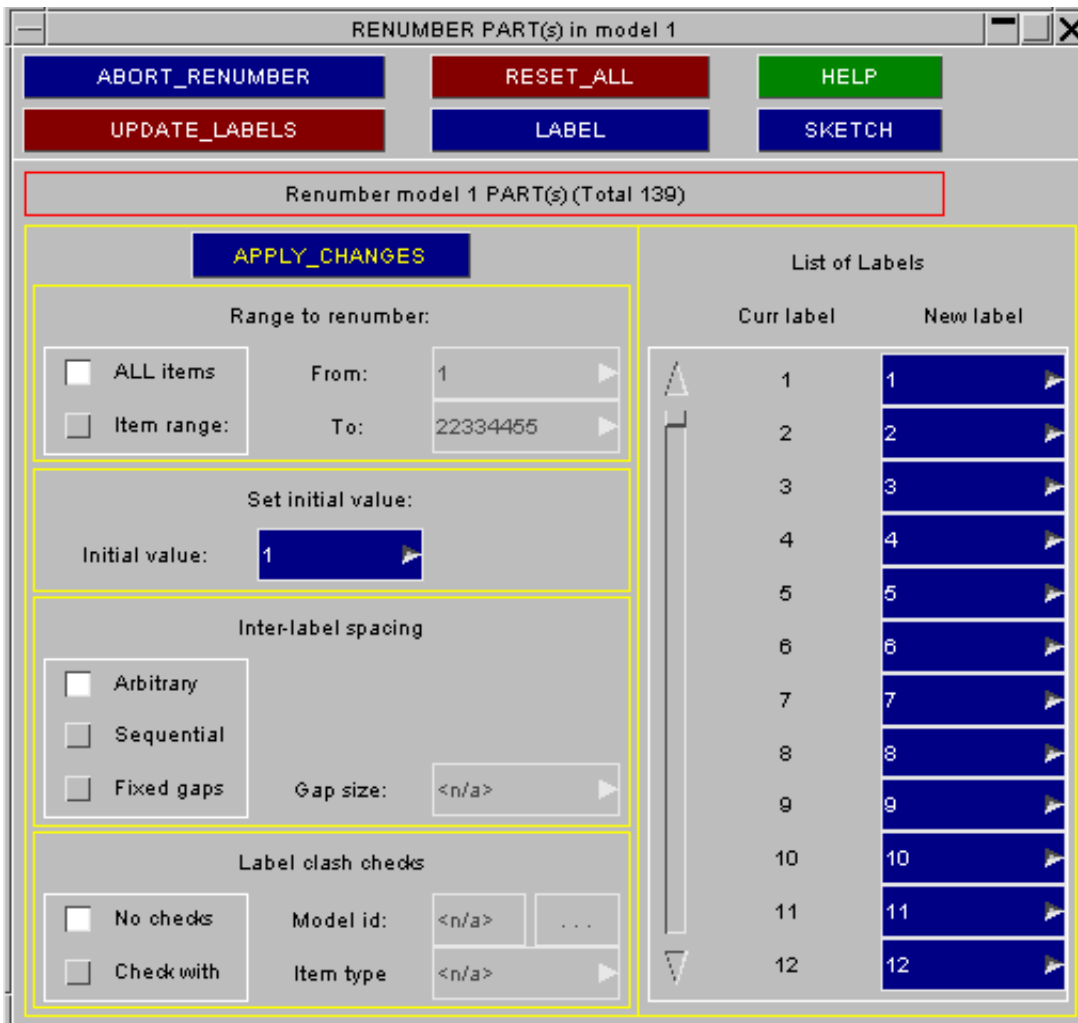 RENUMBER PART(s) in model 1
ABORT_RENUMBER RESET_ALL HELP
UPDATE_LABELS LABEL SKETCH
Renumber model 1 PART(s) (Total 139)
APPLY_CHANGES
Range to renumber:
ALL items From: 1
Item range: To: 22334455
Set initial value:
Initial value: 1
Inter-label spacing
Arbitrary
Sequential
Fixed gaps Gap size: <n/a>
Label clash checks
No checks Model id: <n/a> ...
Check with Item type <n/a>
List of Labels
Curr label New label
1 1
2 2
3 3
4 4
5 5
6 6
7 7
8 8
9 9
10 10
11 11
12 12